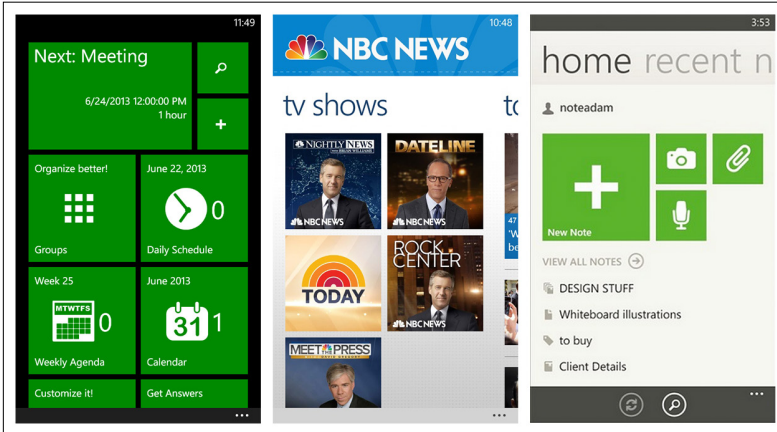 11:49
Next: Meeting
6/24/2013 12:00:00 PM
1 hour
Organize better!
Groups
June 22, 2013
0
Daily Schedule
Week 25
MTWTFS
0
Weekly Agenda
June 2013
31 1
Calendar
Customize it!
Get Answers
10:48
NBC NEWS
tv shows
to
NIGHTLY NEWS
NBC NEWS
DATELINE
NBC NEWS
47
'W
be
TODAY
ROCK
CENTER
NBC NEWS
MEET THE PRESS
3:53
home recent n
noteadam
New Note
VIEW ALL NOTES
DESIGN STUFF
Whiteboard illustrations
to buy
Client Details